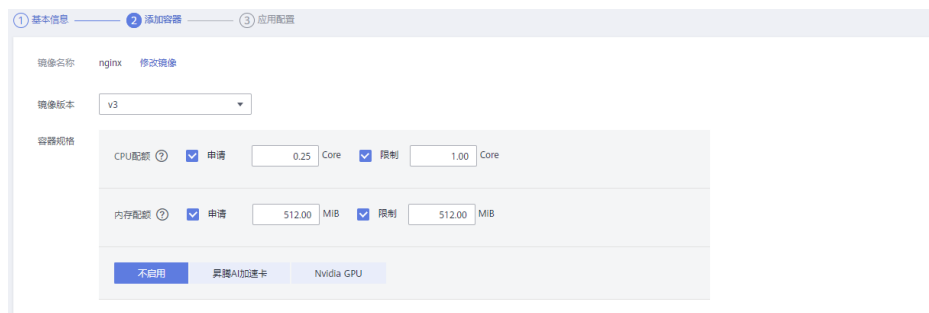 1 基本信息 2 添加容器 3 应用配置
镜像名称 nginx 修改镜像
镜像版本 v3
容器规格
CPU配额 ? 申请 0.25 Core 限制 1.00 Core
内存配额 ? 申请 512.00 MiB 限制 512.00 MiB
不启用 昇腾AI加速卡 Nvidia GPU